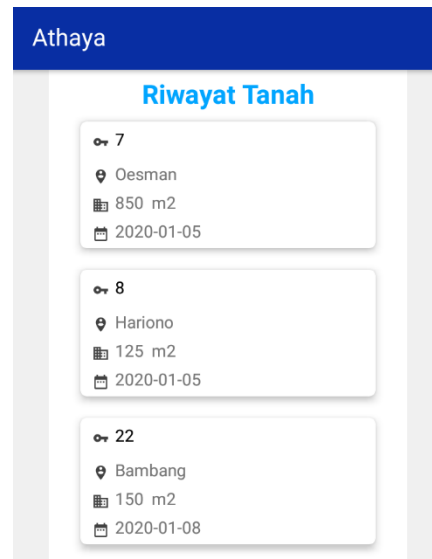 Athaya
Riwayat Tanah
7
Oesman
850 m2
2020-01-05
8
Hariono
125 m2
2020-01-05
22
Bambang
150 m2
2020-01-08